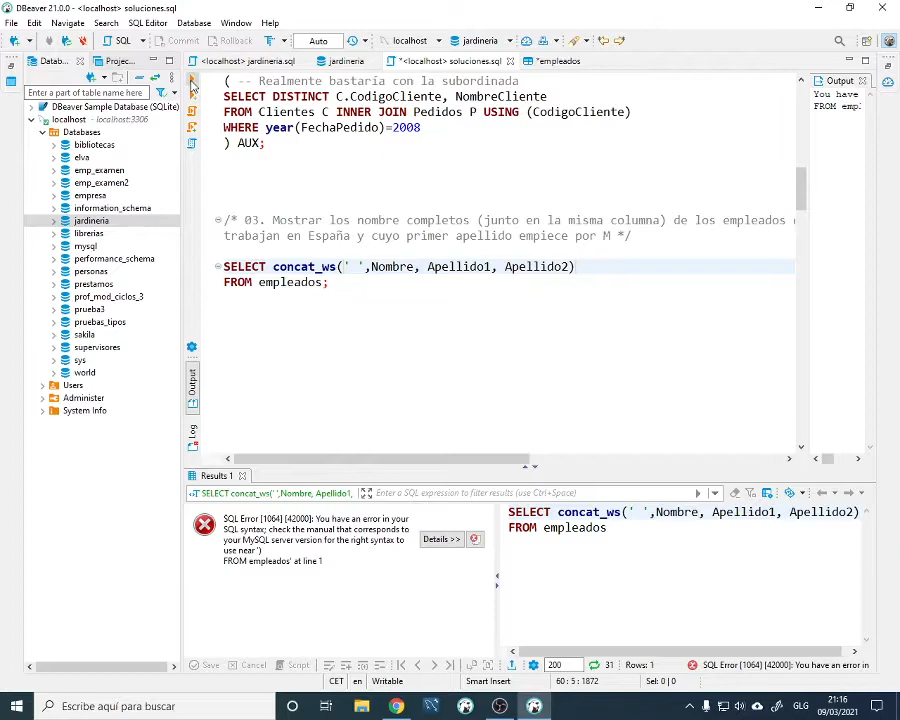 DBeaver 21.0.0 - <localhost> soluciones.sql
File Edit Navigate Search SQL Editor Database Window Help
SQL Commit Rollback Auto localhost jardineria
Datab... Projec... <localhost> jardineria.sql jardineria *<localhost> soluciones.sql *empleados
Enter a part of table name here
DBeaver Sample Database (SQLite)
localhost - localhost:3306
Databases
bibliotecas
elva
emp_examen
emp_examen2
empresa
information_schema
jardineria
librerias
mysql
performance_schema
personas
prestamos
prof_mod_ciclos_3
prueba3
pruebas_tipos
sakila
supervisores
sys
world
Users
Administer
System Info
( -- Realmente bastaría con la subordinada
SELECT DISTINCT C.CodigoCliente, NombreCliente
FROM Clientes C INNER JOIN Pedidos P USING (CodigoCliente)
WHERE year(FechaPedido)=2008
) AUX;
/* 03. Mostrar los nombre completos (junto en la misma columna) de los empleados
trabajan en España y cuyo primer apellido empiece por M */
SELECT concat_ws(' ',Nombre, Apellido1, Apellido2)
FROM empleados;
Output
Log
Output
You have
FROM emp
Results 1
SELECT concat_ws(' ',Nombre, Apellido1, Enter a SQL expression to filter results (use Ctrl+Space)
SQL Error [1064] [42000]: You have an error in your
SQL syntax; check the manual that corresponds to
your MySQL server version for the right syntax to
use near ')
FROM empleados' at line 1
Details >>
SELECT concat_ws(' ',Nombre, Apellido1, Apellido2)
FROM empleados
Save Cancel Script 200 31 Rows: 1 SQL Error [1064] [42000]: You have an error in
CET en Writable Smart Insert 60 : 5 : 1872 Sel: 0 | 0
Escribe aquí para buscar
GLG
21:16
09/03/2021